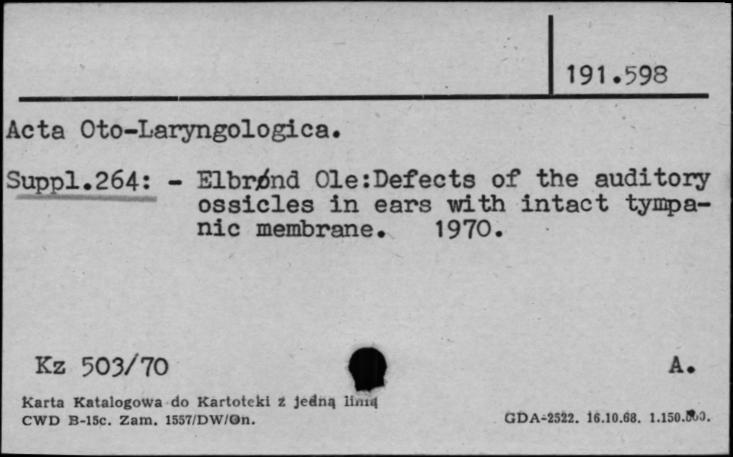 191.598
Acta Oto-Laryngologica.
Suppl.264: - Elbrønd Ole:Defects of the auditory
ossicles in ears with intact tympa-
nic membrane. 1970.
Kz 503/70 A.
Karta Katalogowa do Kartoteki z jedną linią
CWD B-15c. Zam. 1557/DW/Gn. GDA-2522. 16.10.68. 1.150.000.